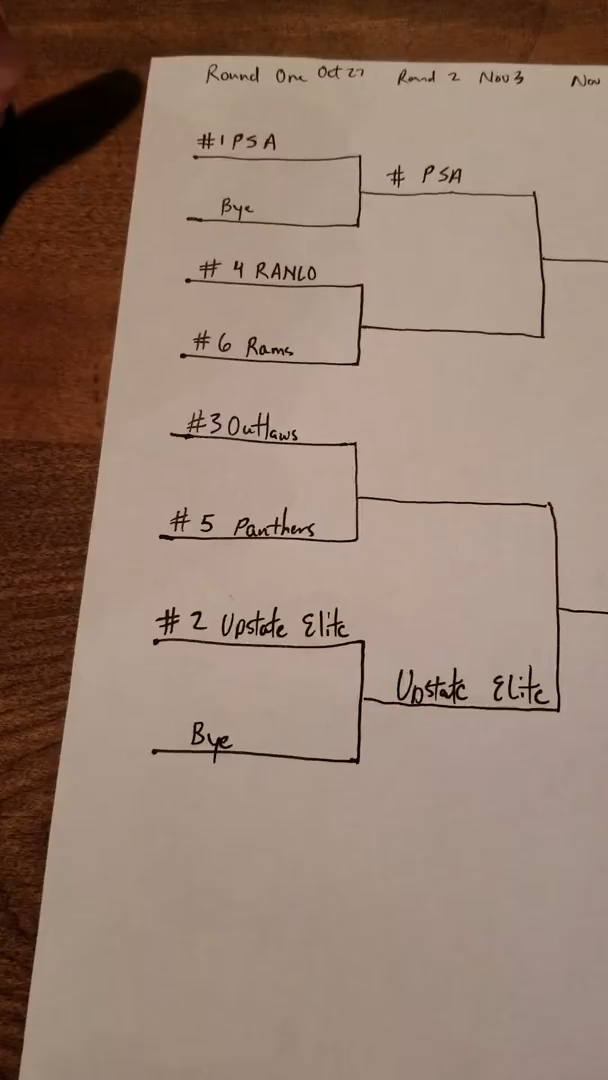 Round One Oct 27 Round 2 Nov 3 Nov
#1 PSA
# PSA
Bye
# 4 RANLO
# 6 Rams
#3 Outlaws
# 5 Panthers
# 2 Upstate Elite
Upstate Elite
Bye